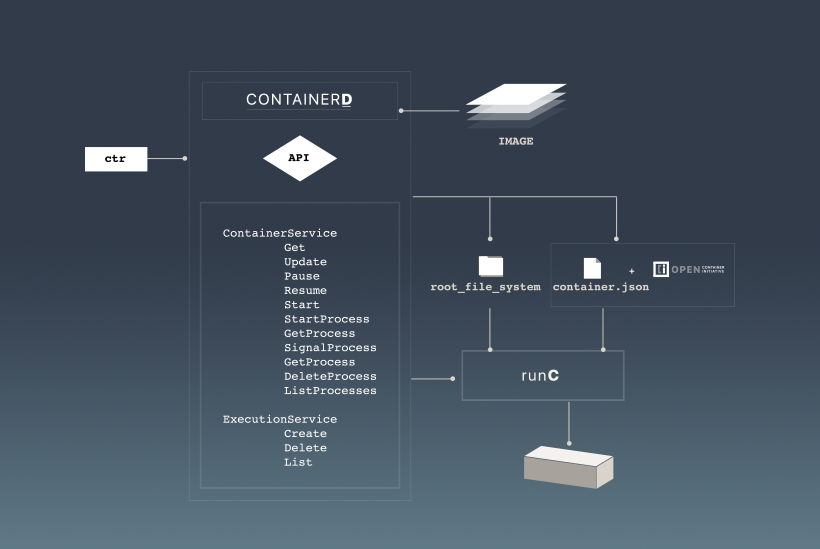 CONTAINERD
IMAGE
ctr
API
ContainerService
Get
Update
Pause
Resume
Start
StartProcess
GetProcess
SignalProcess
GetProcess
DeleteProcess
ListProcesses
ExecutionService
Create
Delete
List
root_file_system
container.json
+
OPEN CONTAINER
INITIATIVE
runC